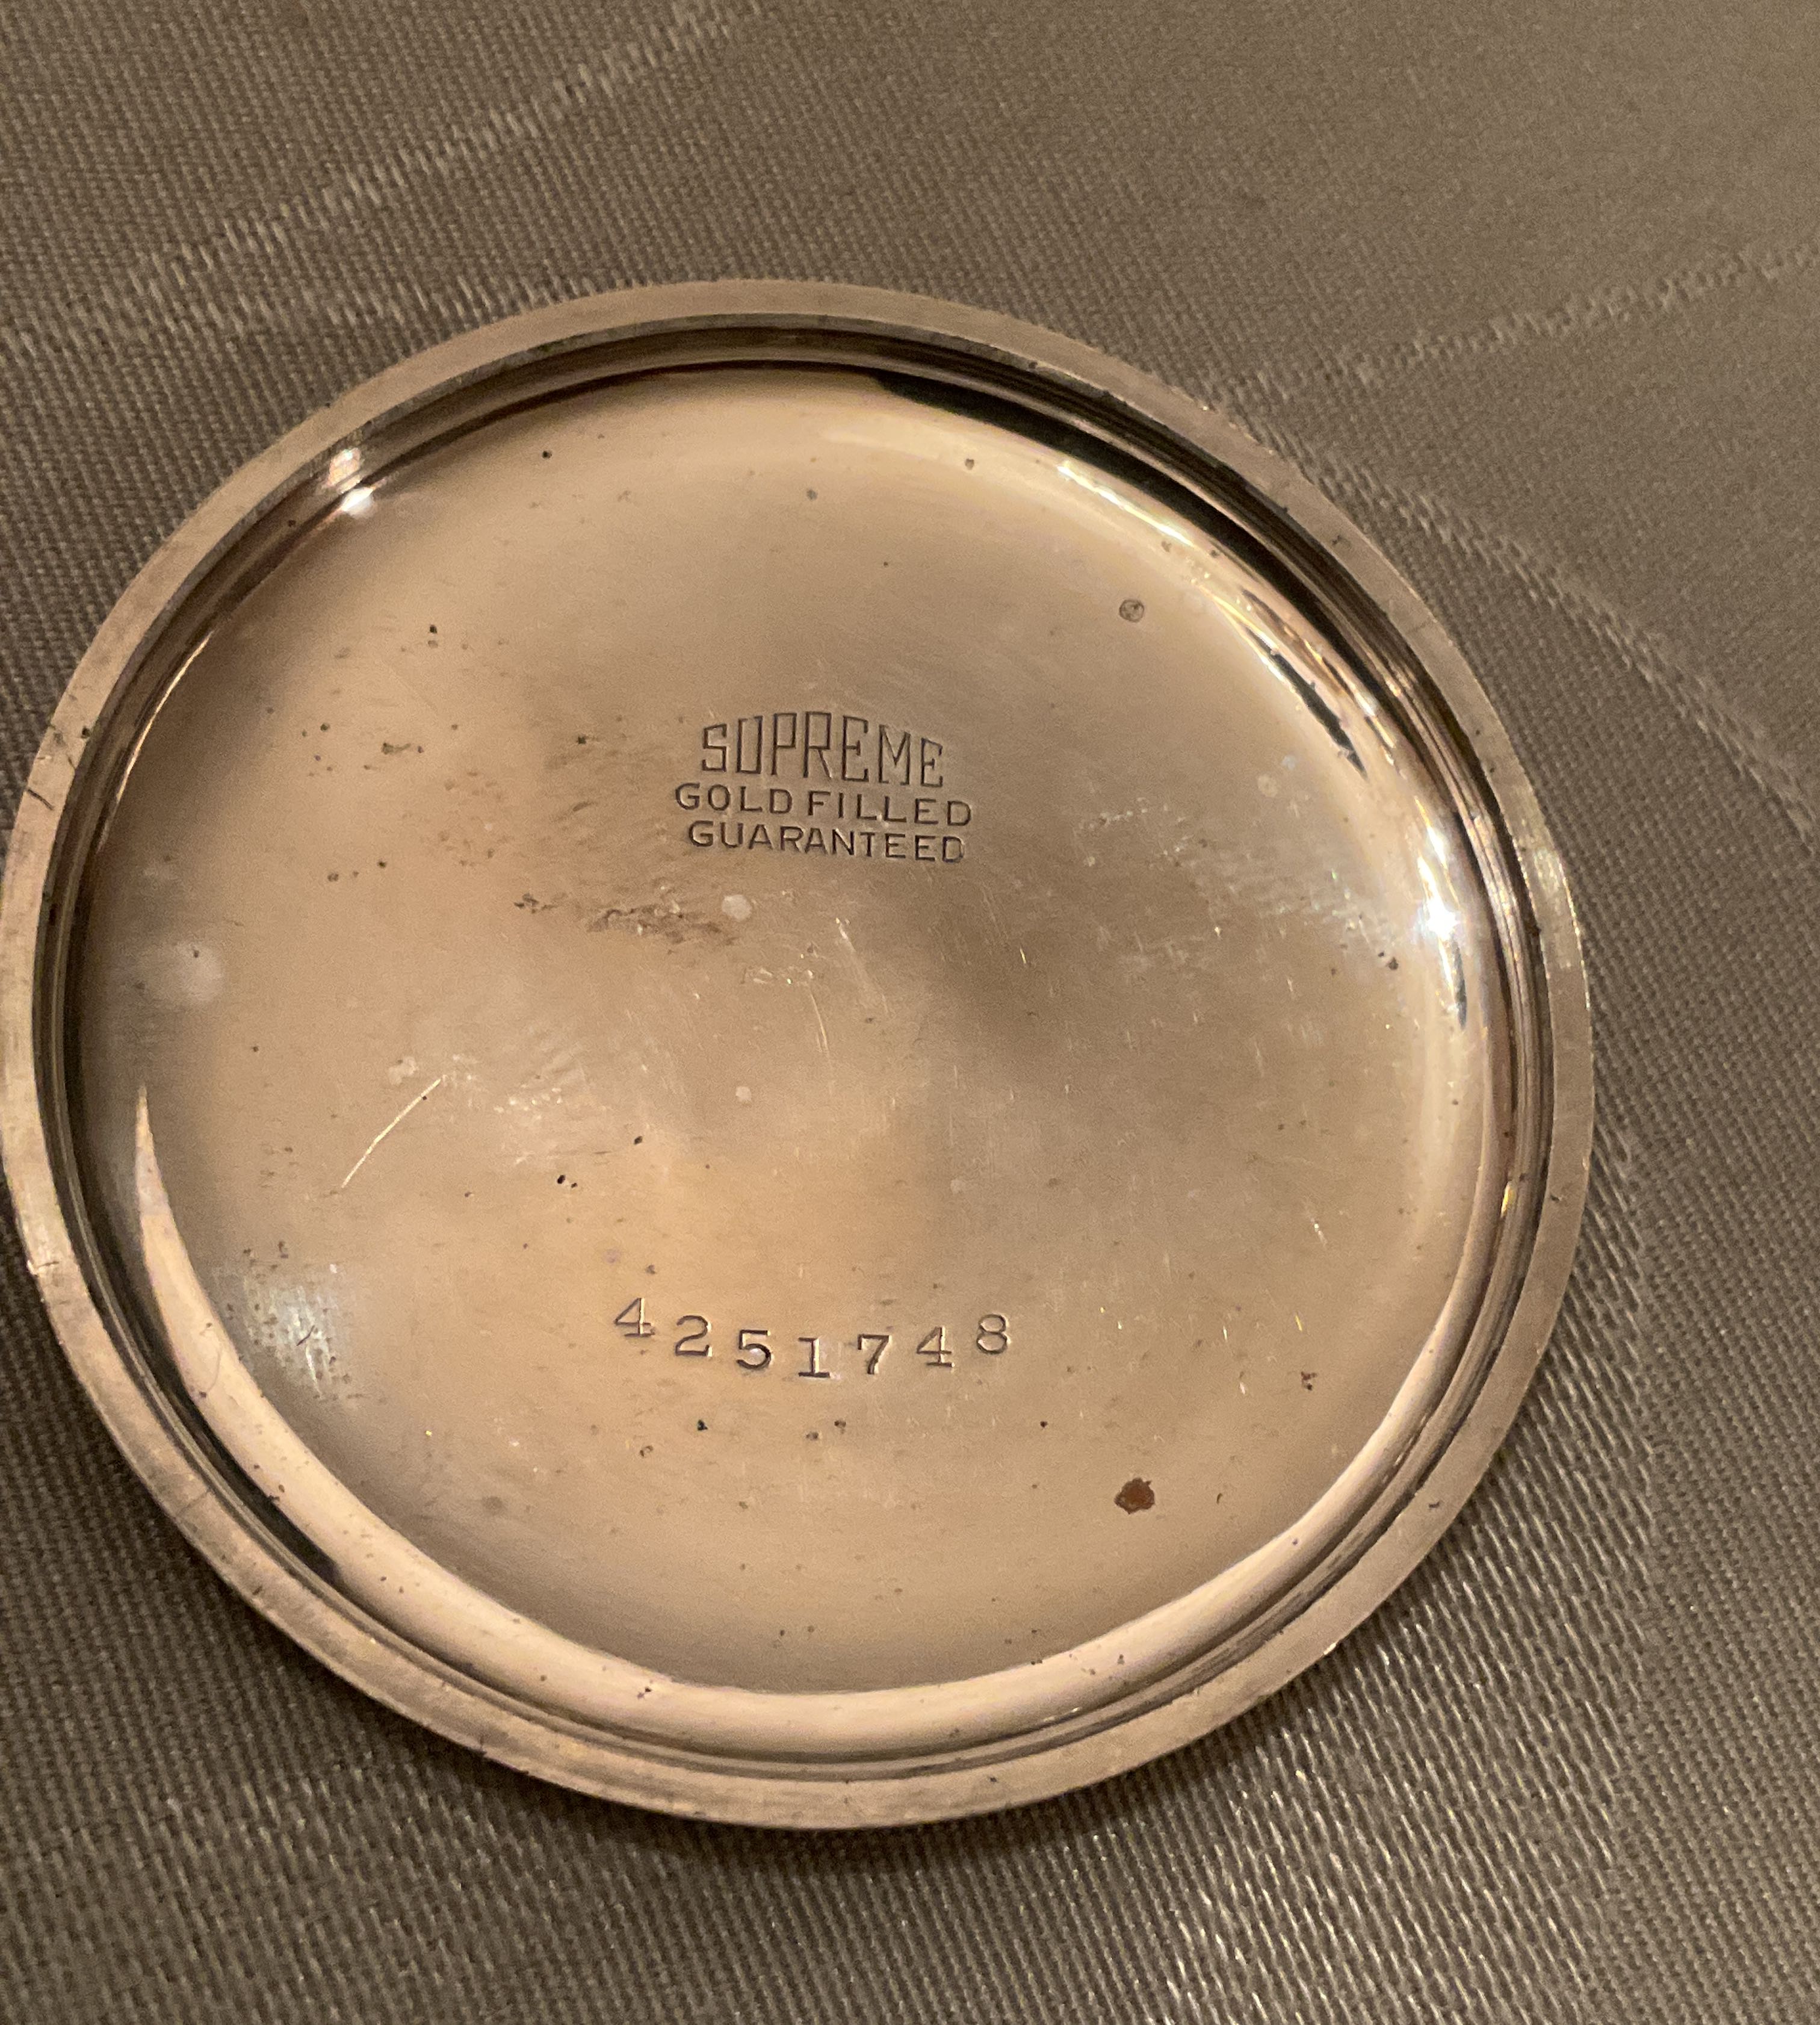 SUPREME
GOLD FILLED
GUARANTEED
4251748